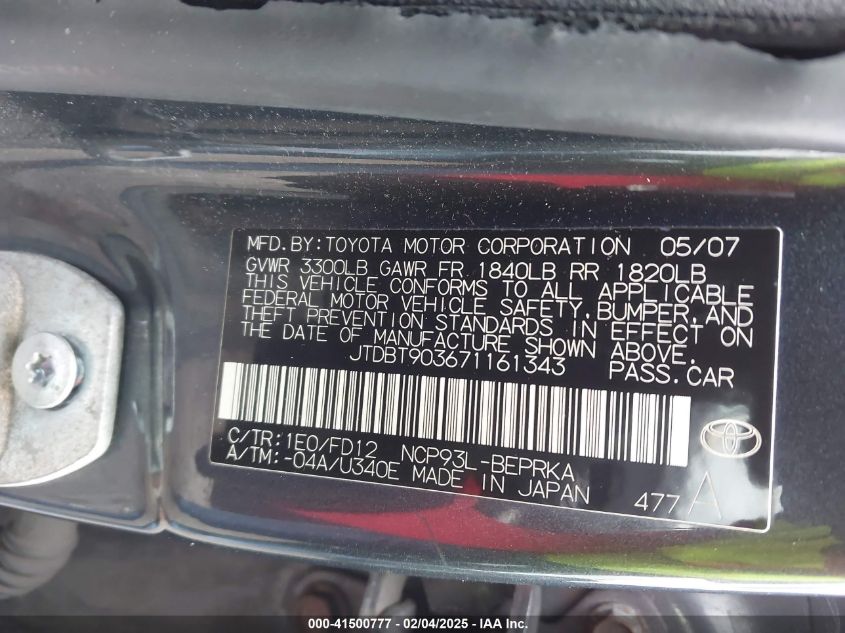 MFD. BY: TOYOTA MOTOR CORPORATION 05/07
GVWR 3300LB GAWR FR 1840LB RR 1820LB
THIS VEHICLE CONFORMS TO ALL APPLICABLE
FEDERAL MOTOR VEHICLE SAFETY, BUMPER, AND
THEFT PREVENTION STANDARDS IN EFFECT ON
THE DATE OF MANUFACTURE SHOWN ABOVE.
JTDBT903671161343 PASS. CAR
C/TR: 1E0/FD12 NCP93L-BEPRKA
A/TM: -04A/U340E MADE IN JAPAN 477 A
000-41500777 - 02/04/2025 - IAA Inc.